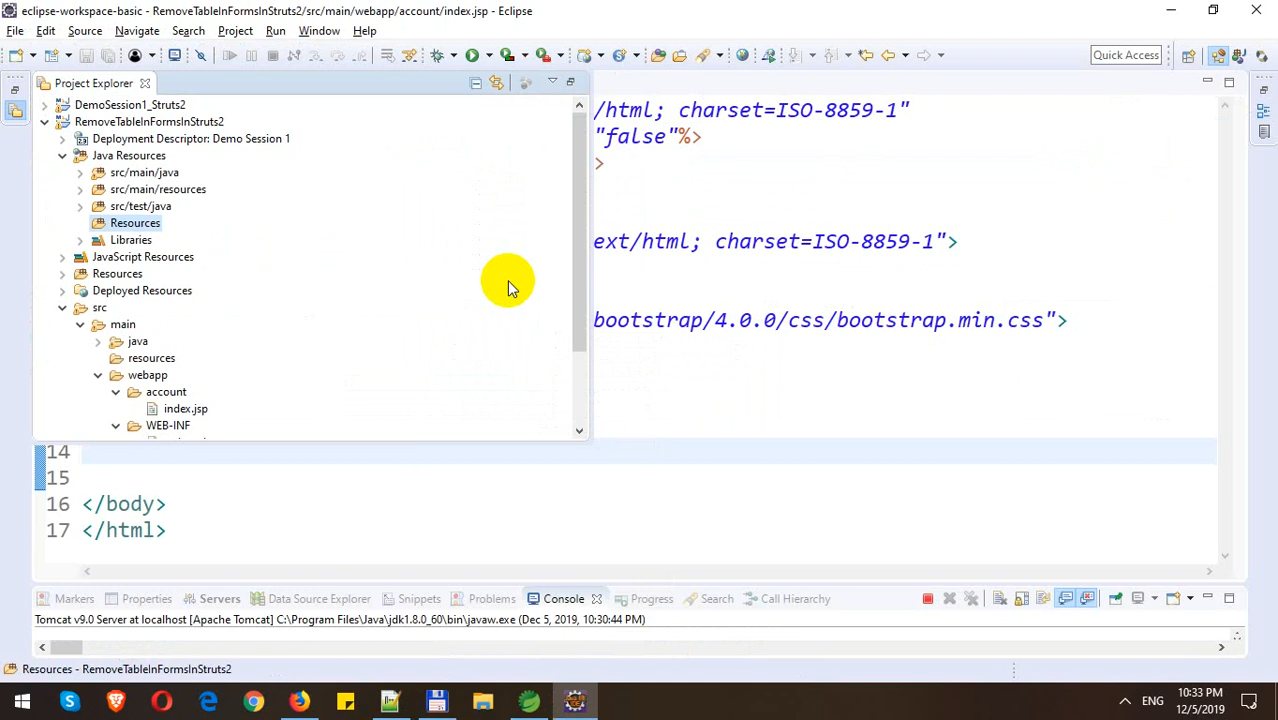 eclipse-workspace-basic - RemoveTableInFormsInStruts2/src/main/webapp/account/index.jsp - Eclipse
File Edit Source Refactor Navigate Search Project Run Window Help
Quick Access
Project Explorer
DemoSession1_Struts2
RemoveTableInFormsInStruts2
Deployment Descriptor: Demo Session 1
Java Resources
src/main/java
src/main/resources
src/test/java
Resources
Libraries
JavaScript Resources
Resources
Deployed Resources
src
main
java
resources
webapp
account
index.jsp
WEB-INF
/html; charset=ISO-8859-1"
"false"%>
>
ext/html; charset=ISO-8859-1">
bootstrap/4.0.0/css/bootstrap.min.css">
14
15
16 </body>
17 </html>
Markers Properties Servers Data Source Explorer Snippets Problems Console Progress Search Call Hierarchy
Tomcat v9.0 Server at localhost [Apache Tomcat] C:\Program Files\Java\jdk1.8.0_60\bin\javaw.exe (Dec 5, 2019, 10:30:44 PM)
Resources - RemoveTableInFormsInStruts2
ENG
10:33 PM
12/5/2019